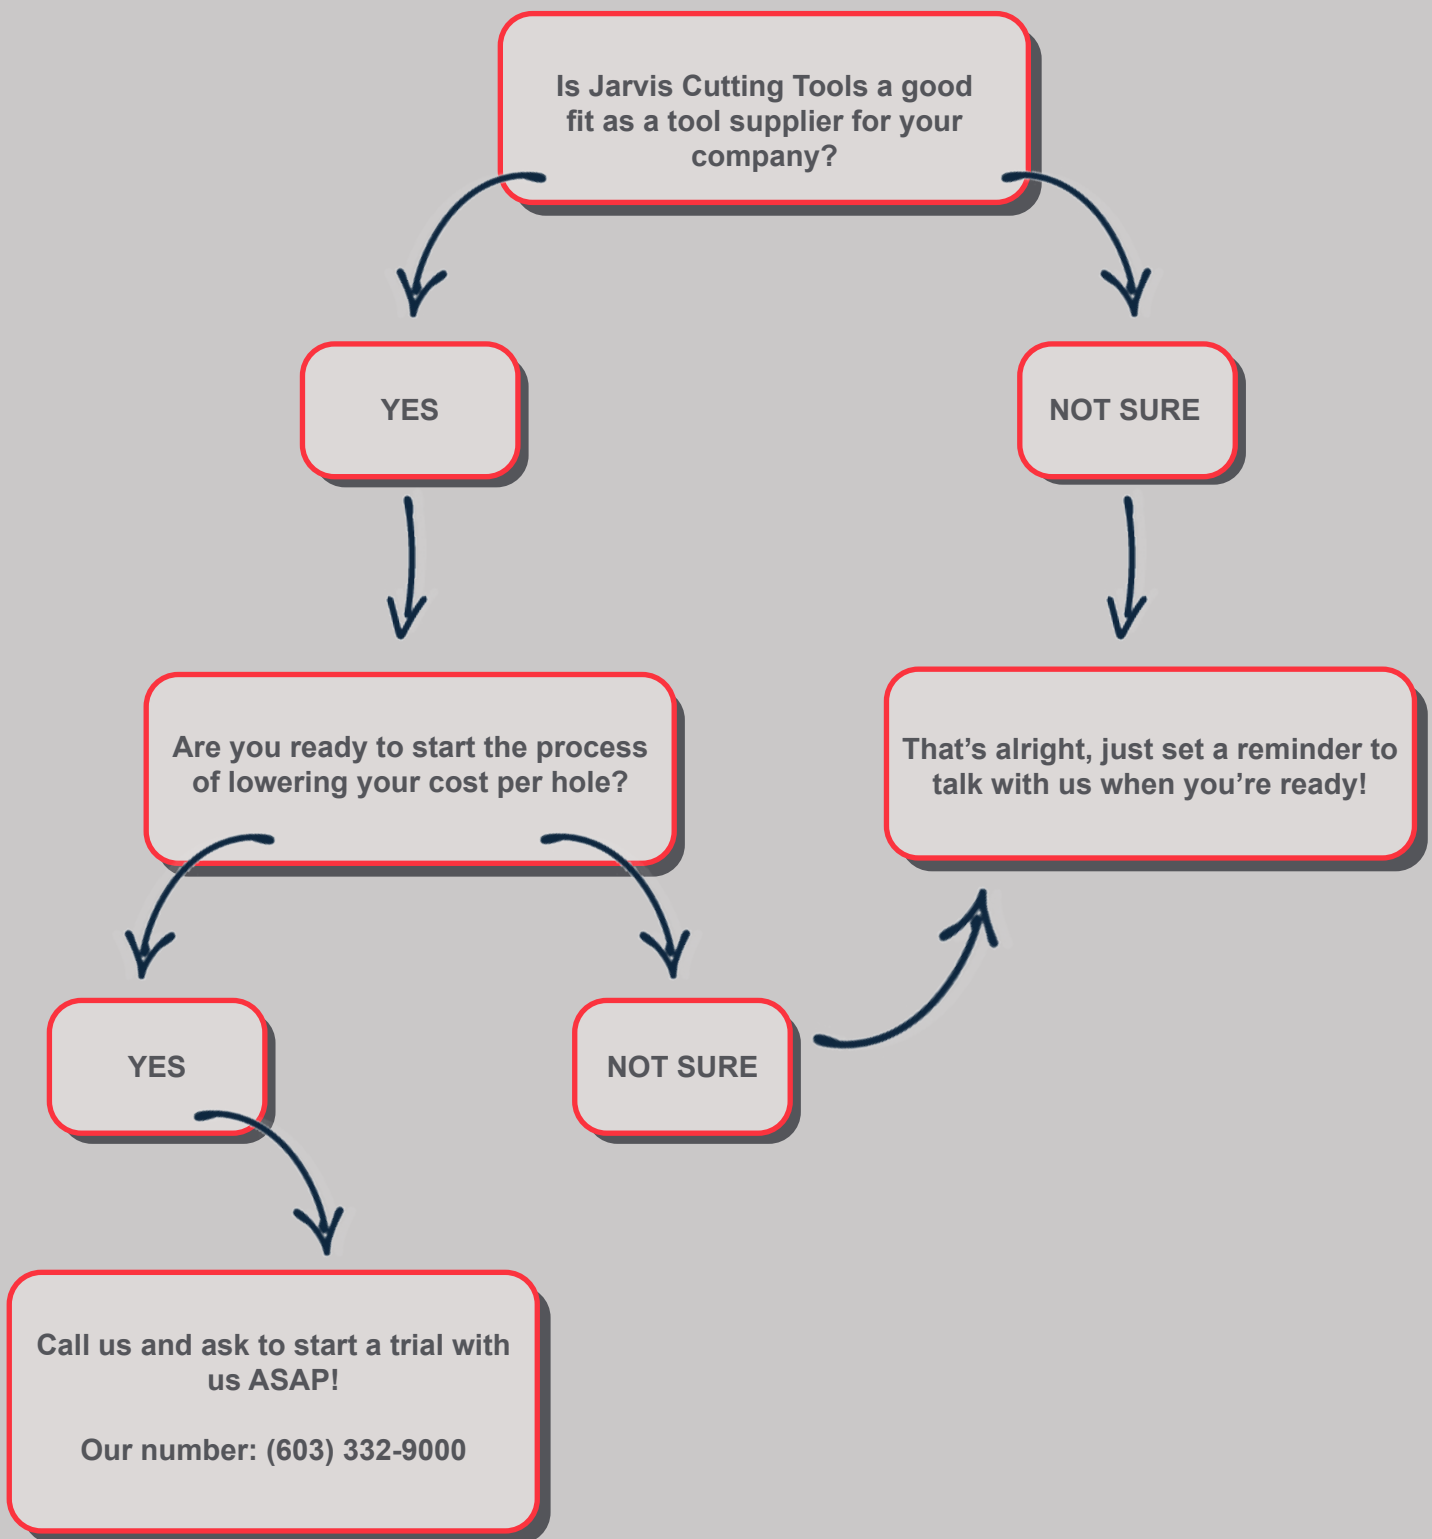 Is Jarvis Cutting Tools a good
fit as a tool supplier for your
company?
YES
NOT SURE
Are you ready to start the process
of lowering your cost per hole?
That’s alright, just set a reminder to
talk with us when you’re ready!
YES
NOT SURE
Call us and ask to start a trial with
us ASAP!
Our number: (603) 332-9000